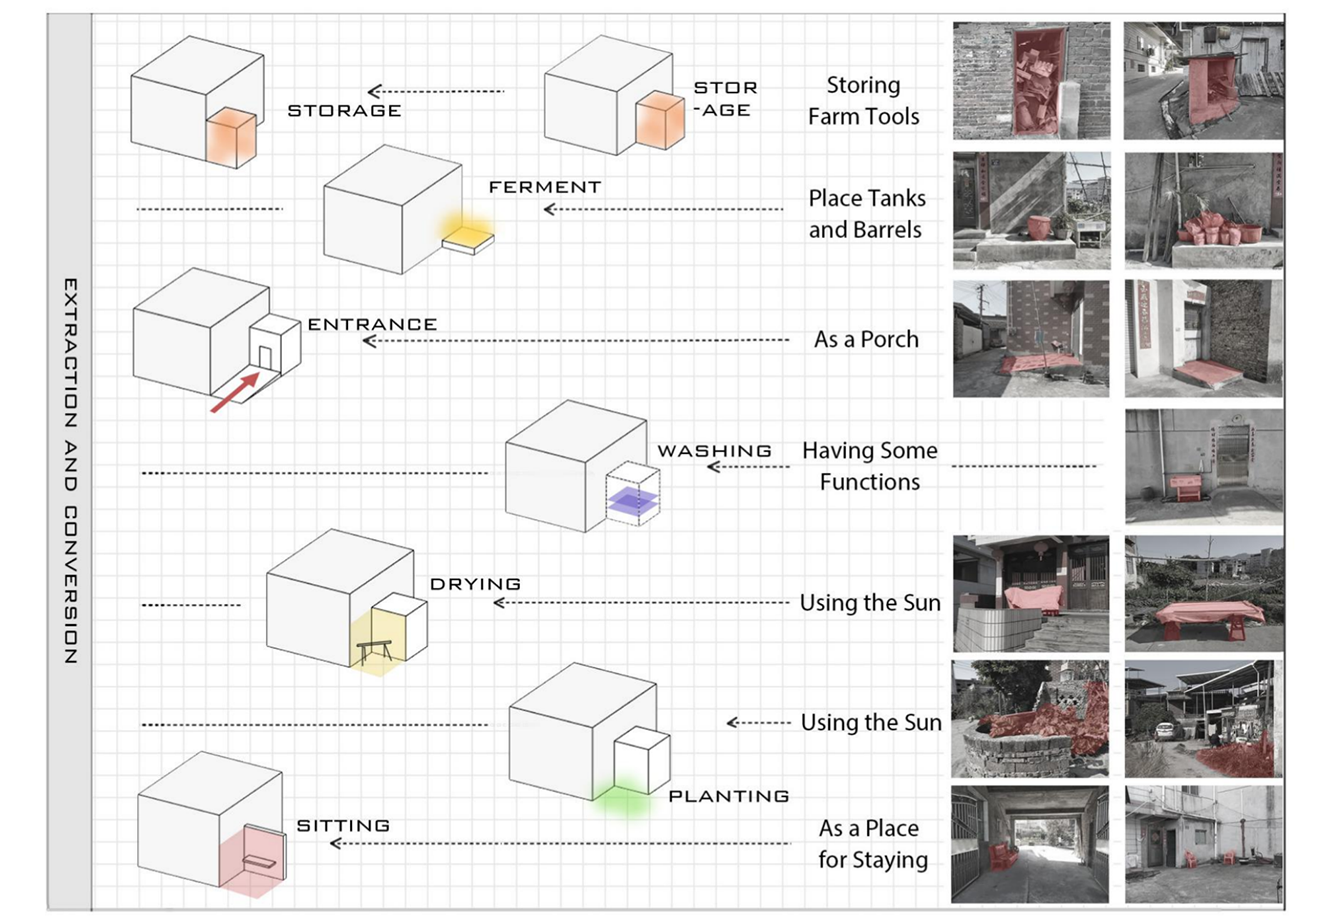 EXTRACTION AND CONVERSION
STORAGE
STOR
-AGE
Storing
Farm Tools
FERMENT
Place Tanks
and Barrels
ENTRANCE
As a Porch
WASHING
Having Some
Functions
DRYING
Using the Sun
Using the Sun
PLANTING
SITTING
As a Place
for Staying